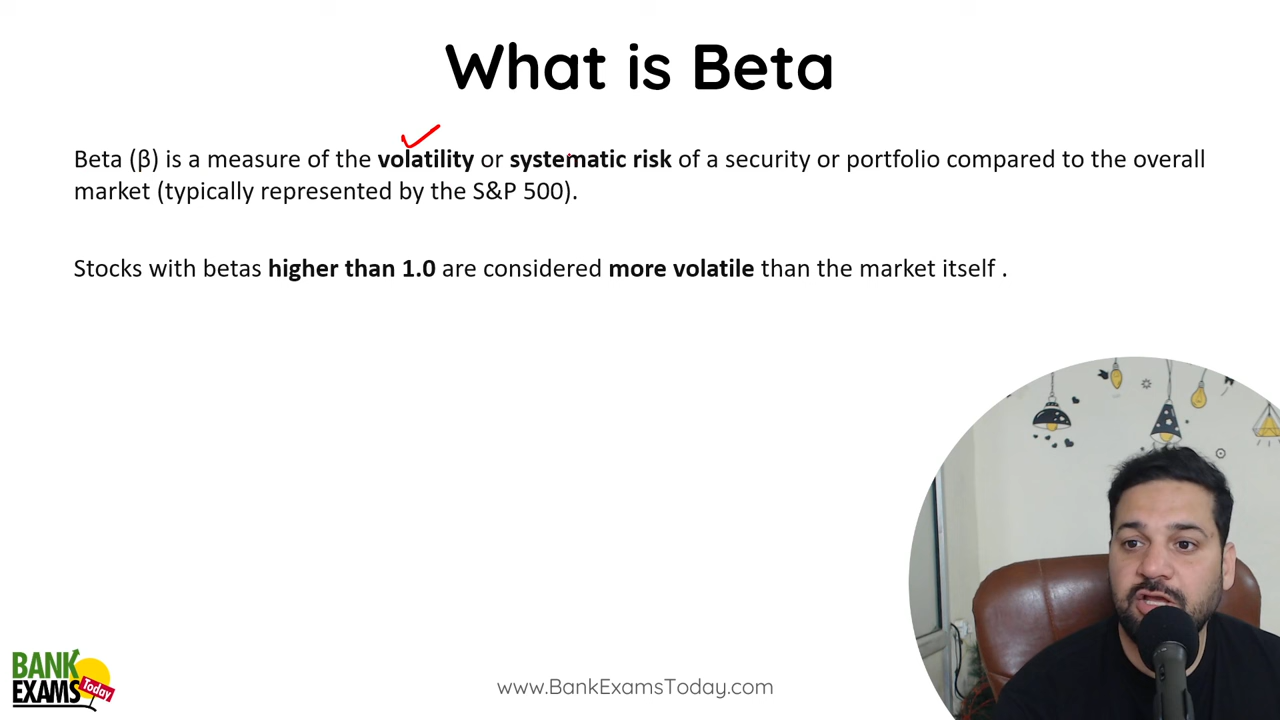 What is Beta
Beta (β) is a measure of the volatility or systematic risk of a security or portfolio compared to the overall
market (typically represented by the S&P 500).
Stocks with betas higher than 1.0 are considered more volatile than the market itself .
BANK
EXAMS
Today
www.BankExamsToday.com